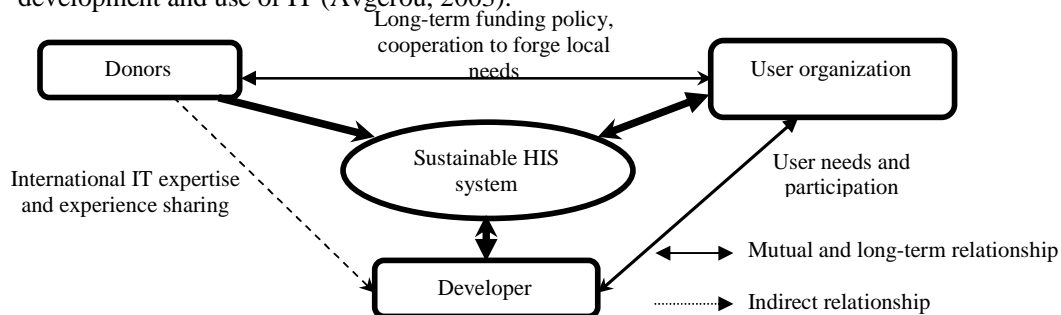 development and use of IT (Avgerou, 2003).
Long-term funding policy,
cooperation to forge local
needs
Donors
User organization
Sustainable HIS
system
International IT expertise
and experience sharing
User needs and
participation
Mutual and long-term relationship
Developer
Indirect relationship